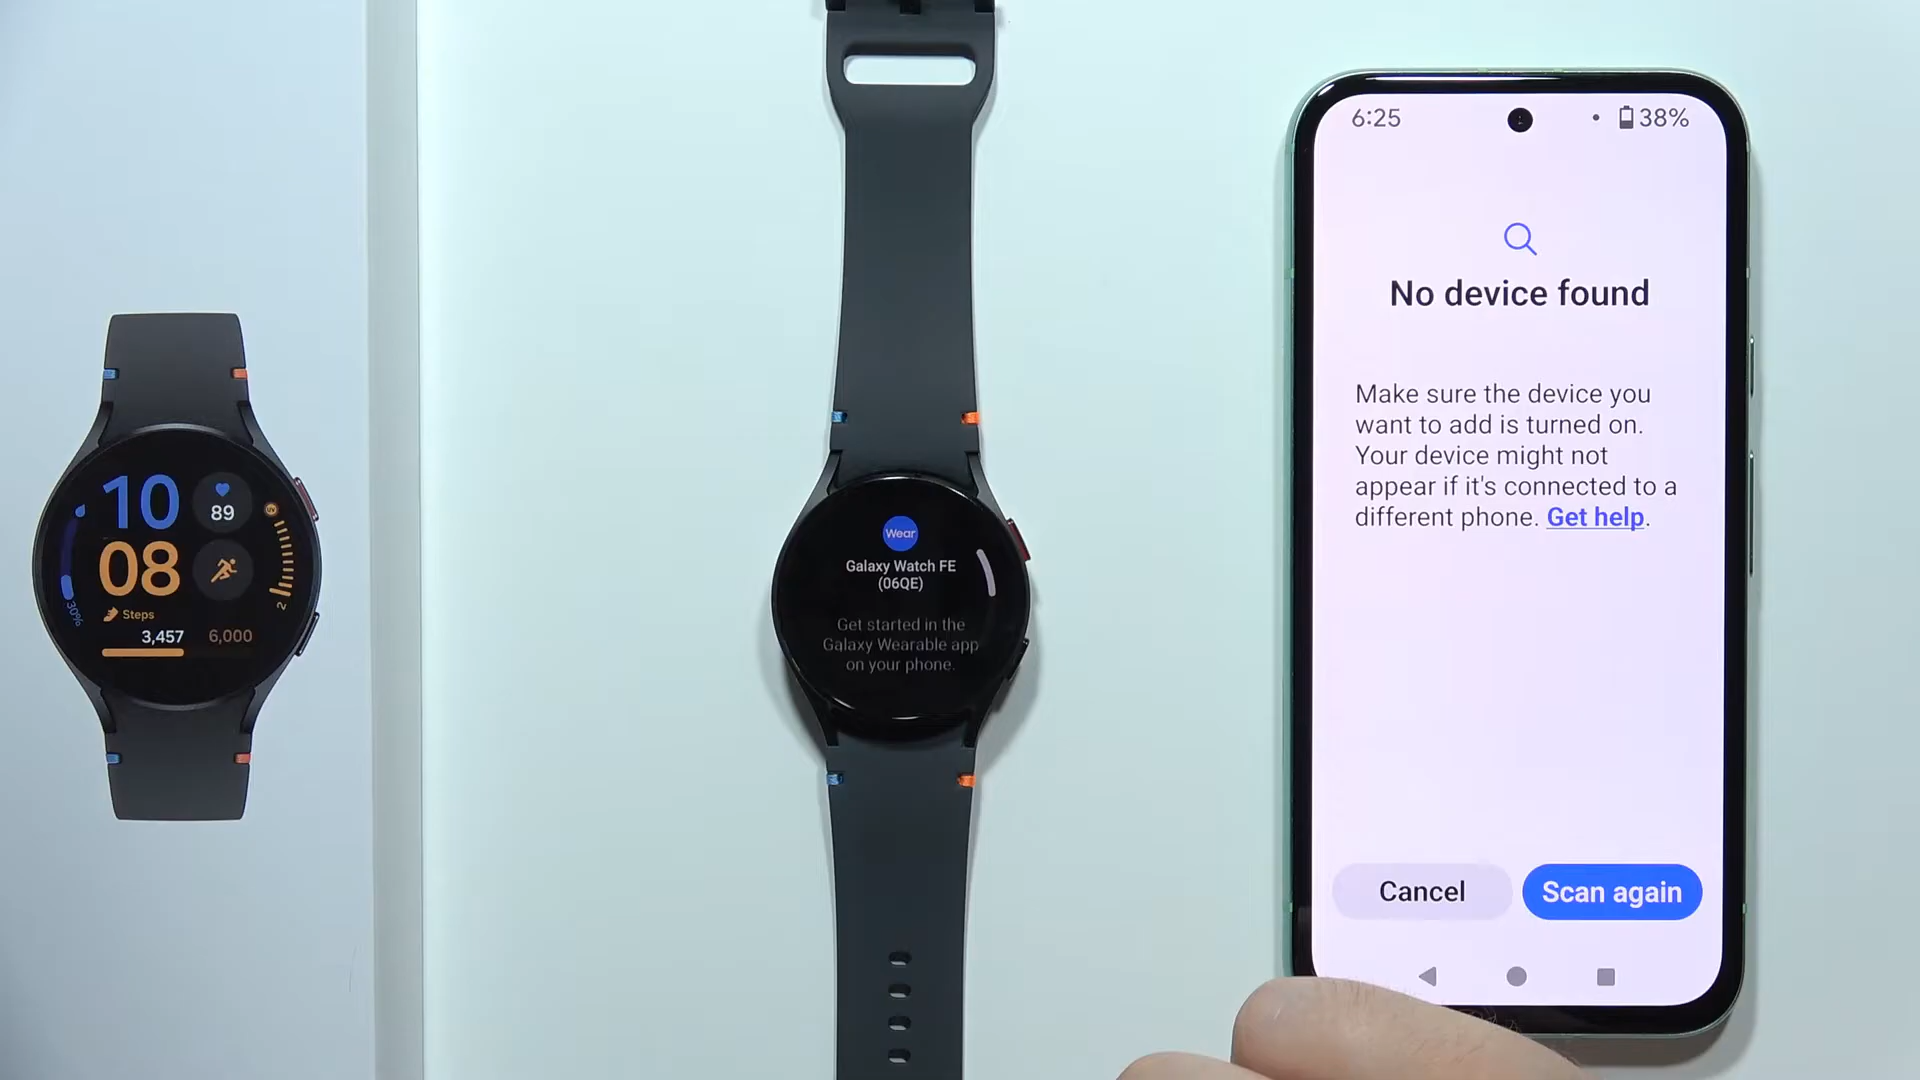 10
08
89
30%
2
Steps
3,457 6,000
Wear
Galaxy Watch FE
(06QE)
Get started in the
Galaxy Wearable app
on your phone.
6:25
38%
No device found
Make sure the device you
want to add is turned on.
Your device might not
appear if it's connected to a
different phone. Get help.
Cancel
Scan again